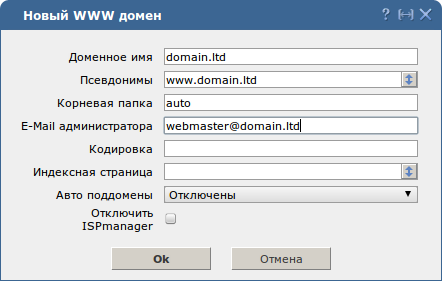 Новый WWW домен
Доменное имя domain.ltd
Псевдонимы www.domain.ltd
Корневая папка auto
E-Mail администратора webmaster@domain.ltd
Кодировка
Индексная страница
Авто поддомены Отключены
Отключить
ISPmanager
Ok Отмена